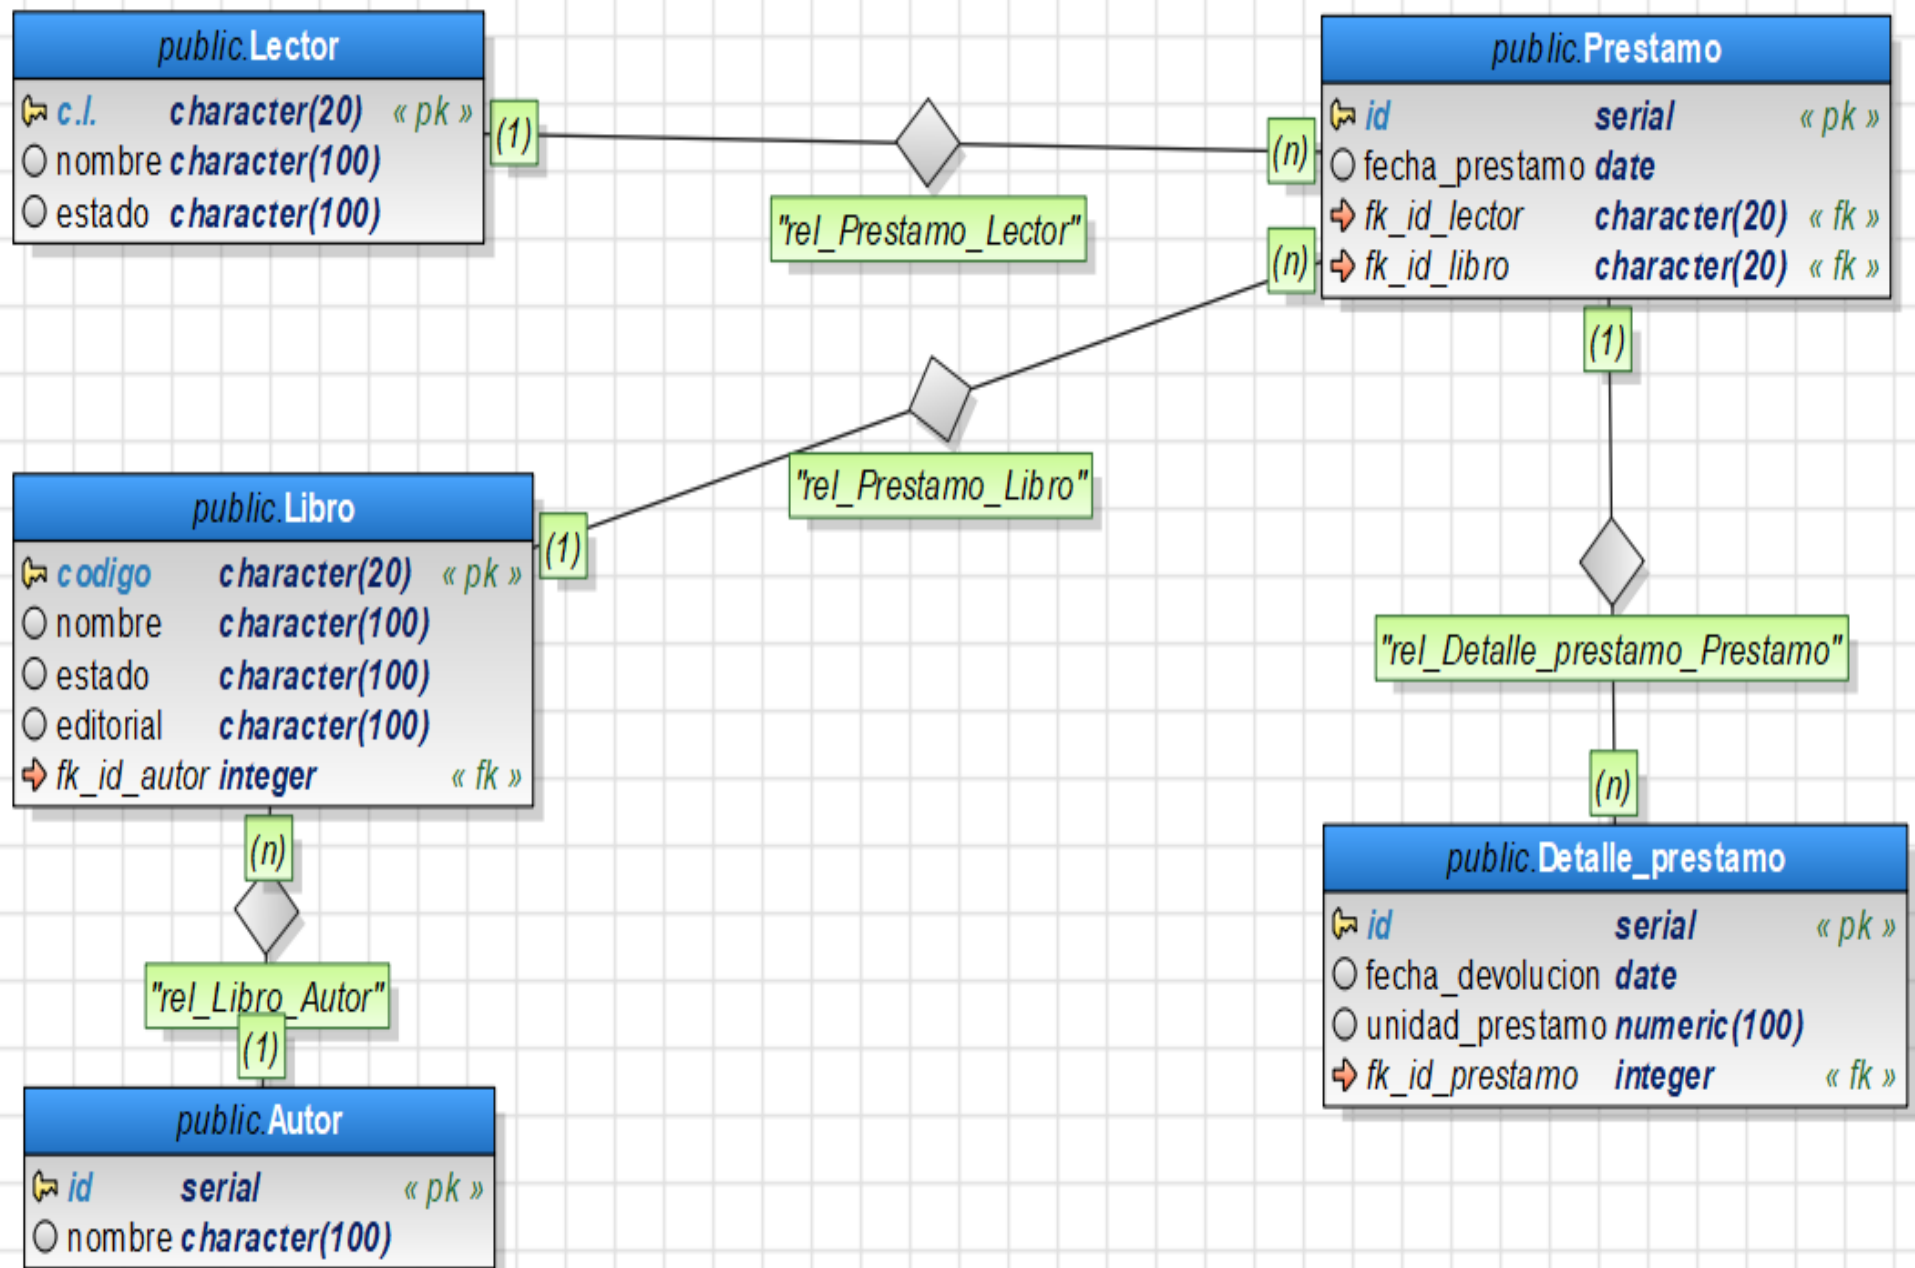 public.Lector
c.I. character(20) « pk »
nombre character(100)
estado character(100)
(1)
"rel_Prestamo_Lector"
(n)
public.Prestamo
id serial « pk »
fecha_prestamo date
fk_id_lector character(20) « fk »
fk_id_libro character(20) « fk »
(n)
"rel_Prestamo_Libro"
(1)
public.Libro
codigo character(20) « pk »
nombre character(100)
estado character(100)
editorial character(100)
fk_id_autor integer « fk »
(1)
"rel_Detalle_prestamo_Prestamo"
(n)
public.Detalle_prestamo
id serial « pk »
fecha_devolucion date
unidad_prestamo numeric(100)
fk_id_prestamo integer « fk »
(n)
"rel_Libro_Autor"
(1)
public.Autor
id serial « pk »
nombre character(100)